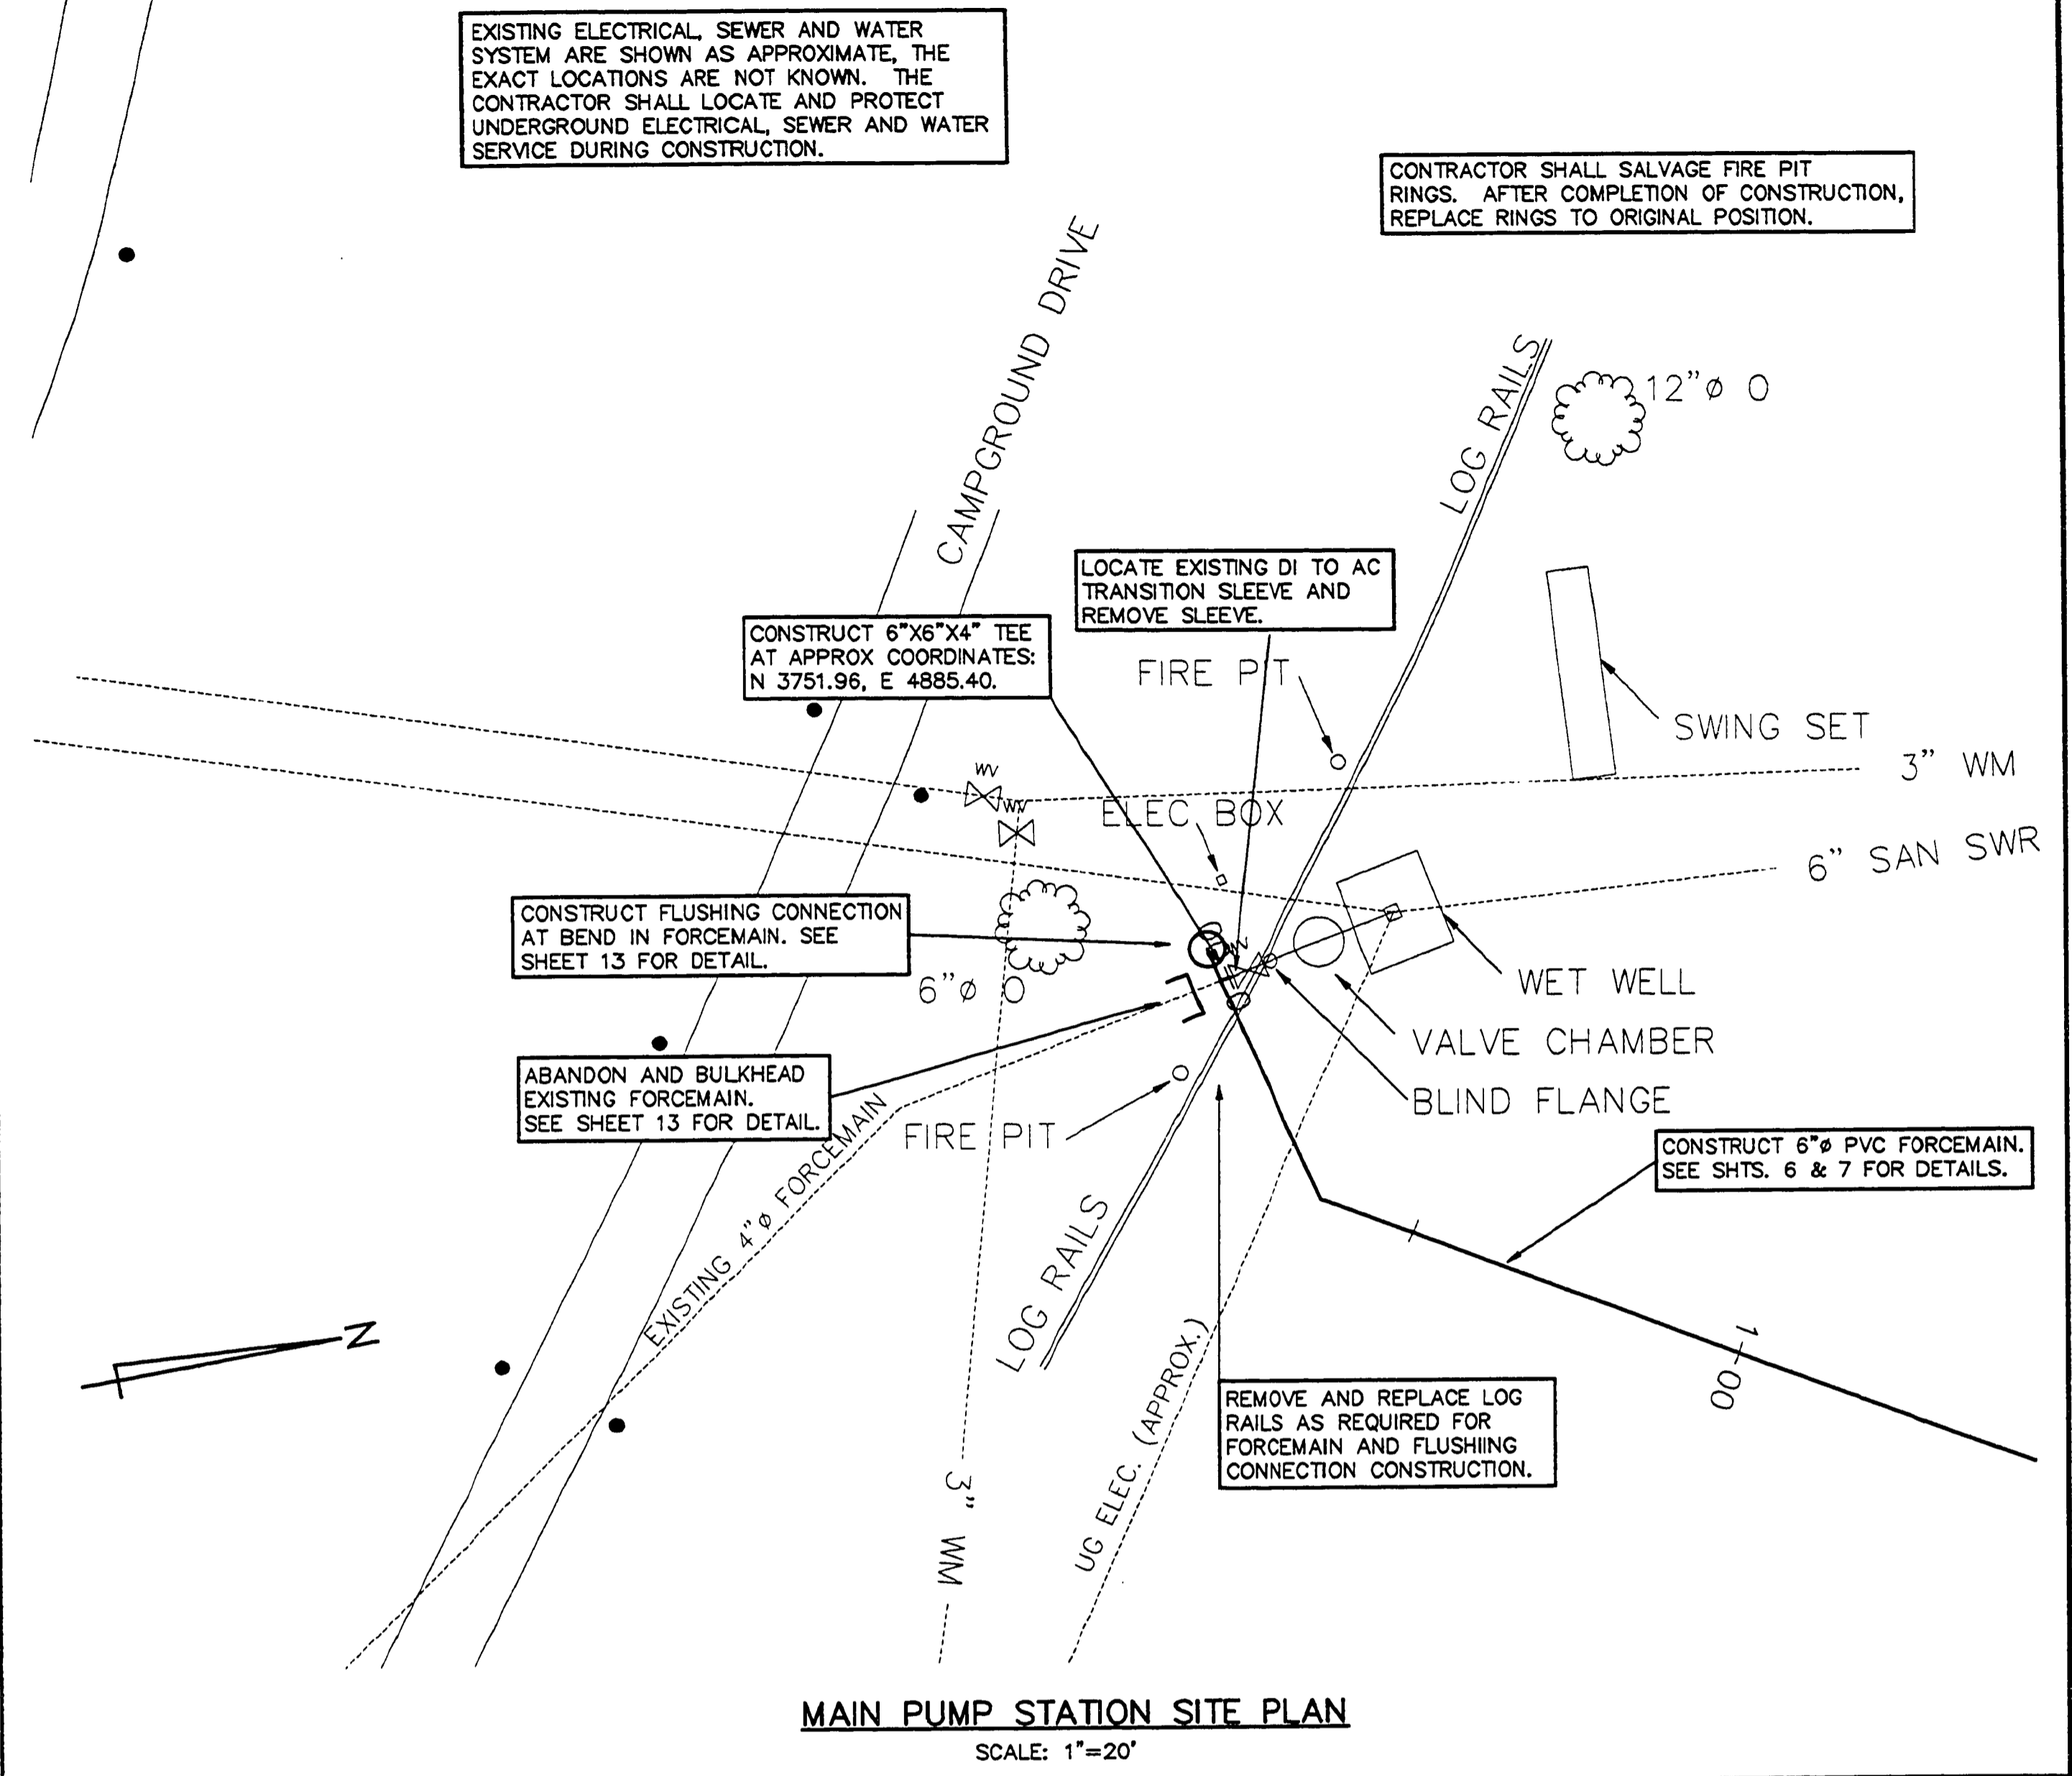 EXISTING ELECTRICAL, SEWER AND WATER
SYSTEM ARE SHOWN AS APPROXIMATE, THE
EXACT LOCATIONS ARE NOT KNOWN. THE
CONTRACTOR SHALL LOCATE AND PROTECT
UNDERGROUND ELECTRICAL, SEWER AND WATER
SERVICE DURING CONSTRUCTION.
CONTRACTOR SHALL SALVAGE FIRE PIT
RINGS. AFTER COMPLETION OF CONSTRUCTION,
REPLACE RINGS TO ORIGINAL POSITION.
CAMPGROUND DRIVE
LOG RAILS
12"ø O
LOCATE EXISTING DI TO AC
TRANSITION SLEEVE AND
REMOVE SLEEVE.
CONSTRUCT 6"X6"X4" TEE
AT APPROX COORDINATES:
N 3751.96, E 4885.40.
FIRE PIT
SWING SET
3" WM
WV
WV
ELEC BOX
6" SAN SWR
CONSTRUCT FLUSHING CONNECTION
AT BEND IN FORCEMAIN. SEE
SHEET 13 FOR DETAIL.
6"ø O
WET WELL
VALVE CHAMBER
BLIND FLANGE
ABANDON AND BULKHEAD
EXISTING FORCEMAIN.
SEE SHEET 13 FOR DETAIL.
FIRE PIT
EXISTING 4"ø FORCEMAIN
CONSTRUCT 6"ø PVC FORCEMAIN.
SEE SHTS. 6 & 7 FOR DETAILS.
LOG RAILS
N
1+00
UG ELEC. (APPROX.)
REMOVE AND REPLACE LOG
RAILS AS REQUIRED FOR
FORCEMAIN AND FLUSHIING
CONNECTION CONSTRUCTION.
3" WM
MAIN PUMP STATION SITE PLAN
SCALE: 1"=20'